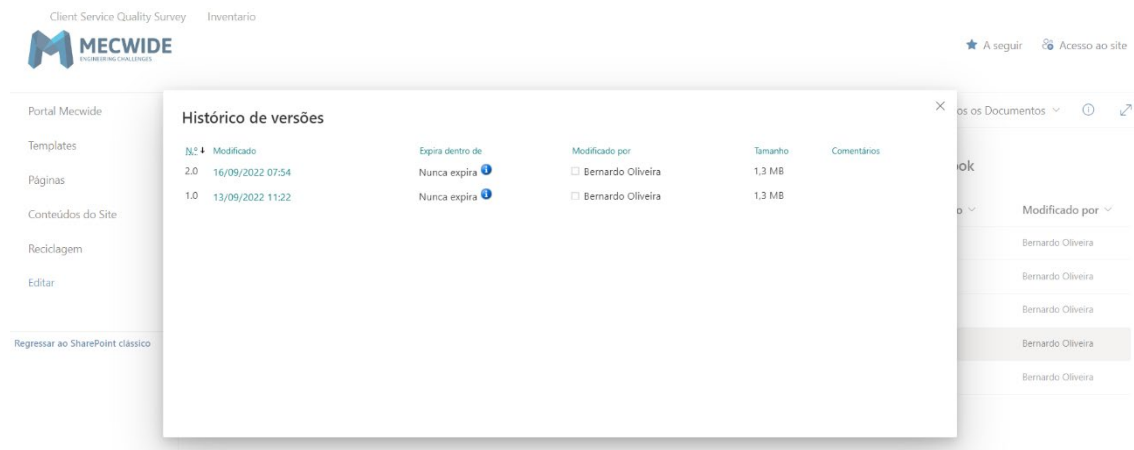 Client Service Quality Survey Inventario
MECWIDE
ENGINEERING CHALLENGES
A seguir Acesso ao site
Portal Mecwide
Templates
Páginas
Conteúdos do Site
Reciclagem
Editar
Regressar ao SharePoint clássico
Histórico de versões
N.º Modificado Expira dentro de Modificado por Tamanho Comentários
2.0 16/09/2022 07:54 Nunca expira Bernardo Oliveira 1,3 MB
1.0 13/09/2022 11:22 Nunca expira Bernardo Oliveira 1,3 MB
os os Documentos
ook
o Modificado por
Bernardo Oliveira
Bernardo Oliveira
Bernardo Oliveira
Bernardo Oliveira
Bernardo Oliveira